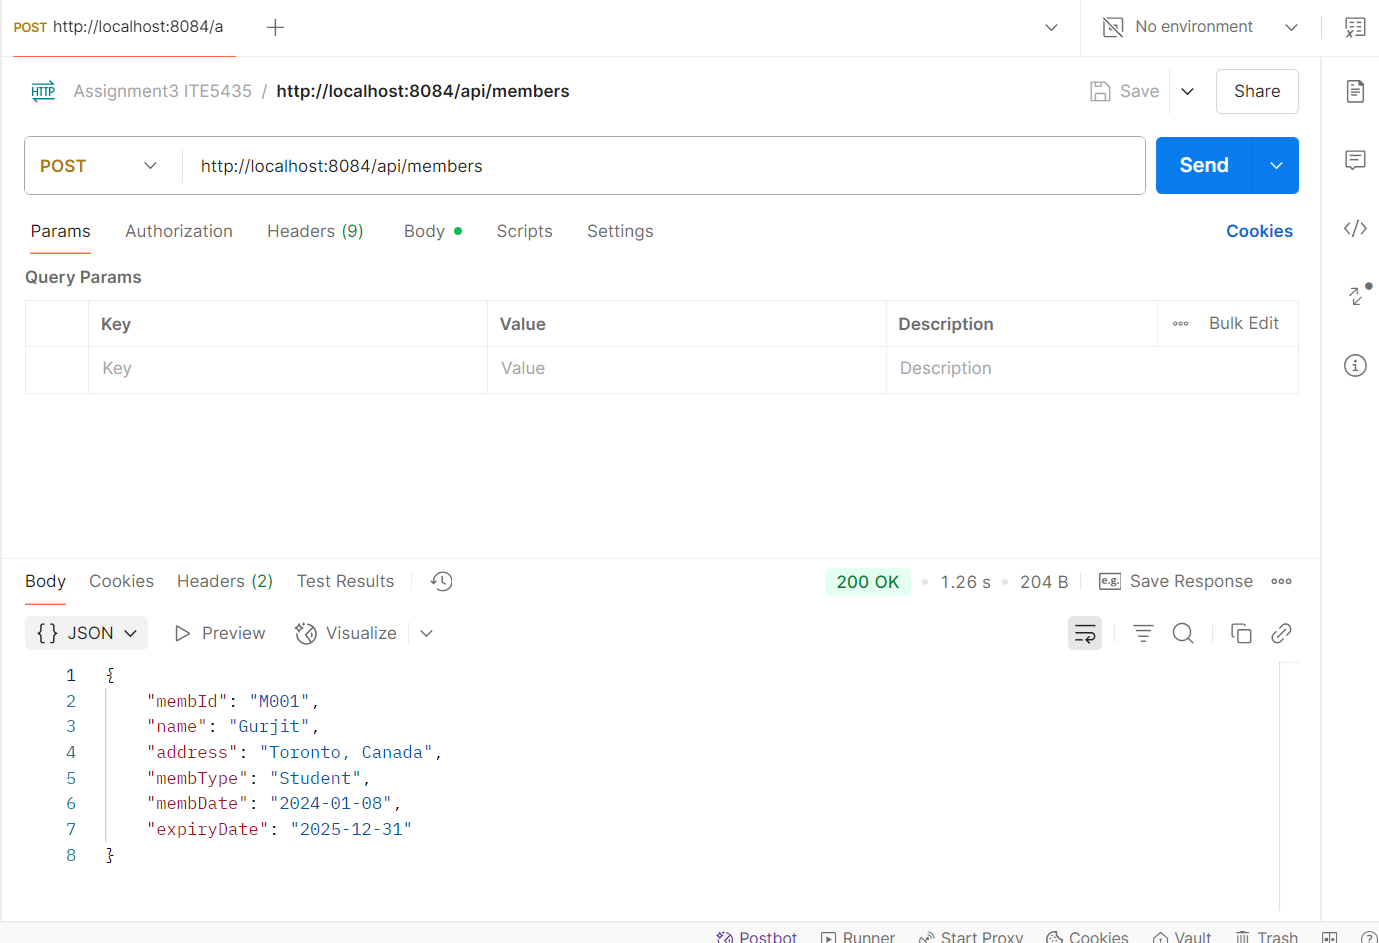 POST http://localhost:8084/a
No environment
HTTP Assignment3 ITE5435 / http://localhost:8084/api/members
Save
Share
POST http://localhost:8084/api/members
Send
Params Authorization Headers (9) Body Scripts Settings Cookies
Query Params
Key Value Description Bulk Edit
Key Value Description
Body Cookies Headers (2) Test Results 200 OK 1.26 s 204 B e.g. Save Response
{} JSON Preview Visualize
1 {
2 "membId": "M001",
3 "name": "Gurjit",
4 "address": "Toronto, Canada",
5 "membType": "Student",
6 "membDate": "2024-01-08",
7 "expiryDate": "2025-12-31"
8 }
Postbot Runner Start Proxy Cookies Vault Trash